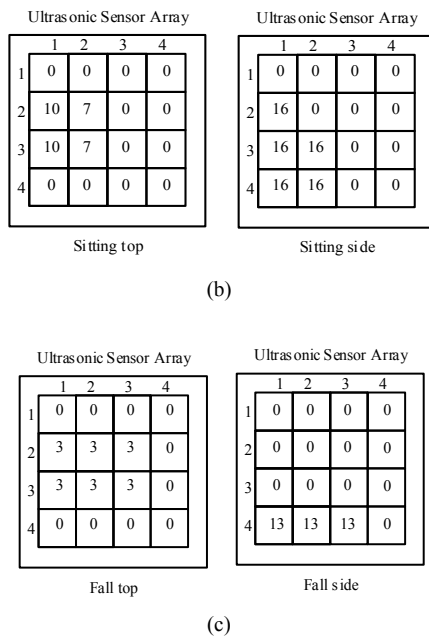 Ultrasonic Sensor Array Ultrasonic Sensor Array
1 2 3 4 1 2 3 4
1 0 0 0 0 1 0 0 0 0
2 10 7 0 0 2 16 0 0 0
3 10 7 0 0 3 16 16 0 0
4 0 0 0 0 4 16 16 0 0
Sitting top Sitting side
(b)
Ultrasonic Sensor Array Ultrasonic Sensor Array
1 2 3 4 1 2 3 4
1 0 0 0 0 1 0 0 0 0
2 3 3 3 0 2 0 0 0 0
3 3 3 3 0 3 0 0 0 0
4 0 0 0 0 4 13 13 13 0
Fall top Fall side
(c)